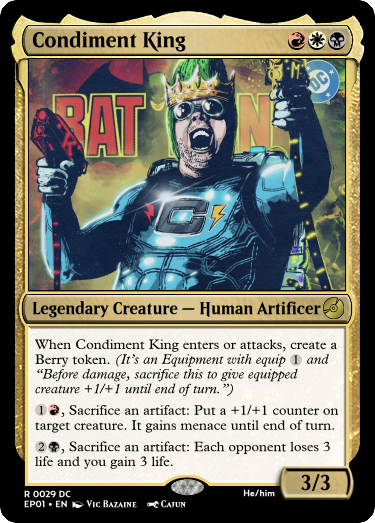 Condiment King
BAT N
K
M
G
Legendary Creature — Human Artificer
When Condiment King enters or attacks, create a
Berry token. (It's an Equipment with equip 1 and
“Before damage, sacrifice this to give equipped
creature +1/+1 until end of turn.”)
1, Sacrifice an artifact: Put a +1/+1 counter on
target creature. It gains menace until end of turn.
2, Sacrifice an artifact: Each opponent loses 3
life and you gain 3 life.
3/3
R 0029 DC
He/him
EP01 • EN Vic Bazaine Cajun